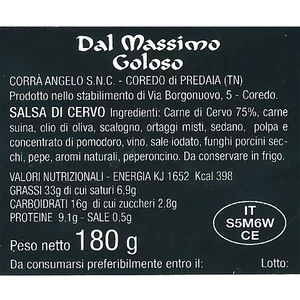 Dal Massimo
Goloso
CORRÀ ANGELO S.N.C. - COREDO di PREDAIA (TN)
Prodotto nello stabilimento di Via Borgonuovo, 5 - Coredo.
SALSA DI CERVO Ingredienti: Carne di Cervo 75%, carne
suina, olio di oliva, scalogno, ortaggi misti, sedano, polpa e
concentrato di pomodoro, vino, sale iodato, funghi porcini sec-
chi, pepe, aromi naturali, peperoncino. Da conservare in frigo.
VALORI NUTRIZIONALI - ENERGIA KJ 1652 Kcal 398
GRASSI 33g di cui saturi 6,9g
CARBOIDRATI 16g di cui zuccheri 2,8g
PROTEINE 9.1g - SALE 0.5g
Peso netto 180 g
IT
S5M6W
CE
Da consumarsi preferibilmente entro il: Lotto: